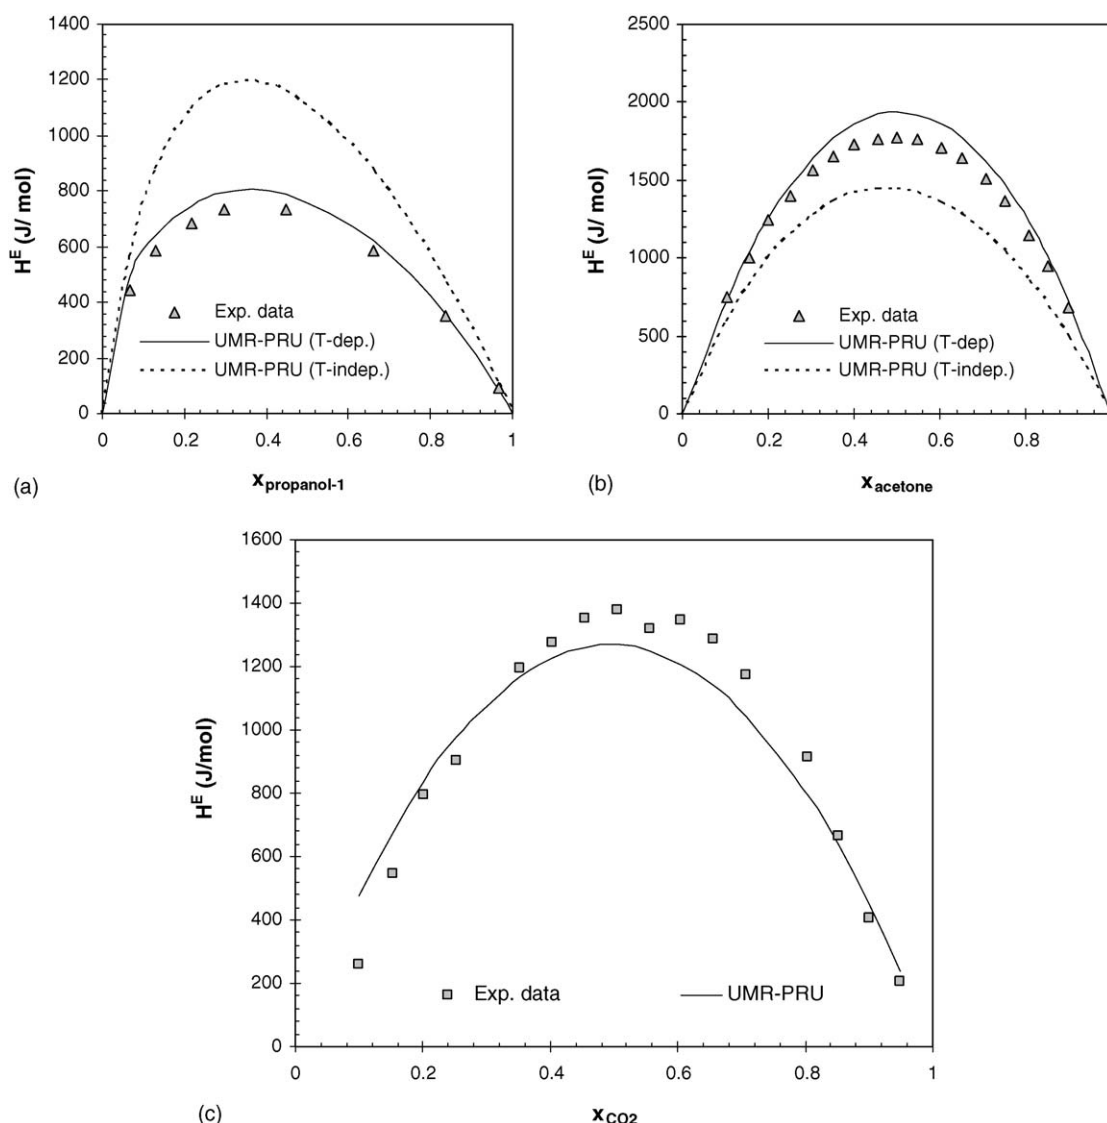 1400
1200
1000
800
600
400
200
0
H^E (J/ mol)
Exp. data
UMR-PRU (T-dep.)
UMR-PRU (T-indep.)
0 0.2 0.4 0.6 0.8 1
x_propanol-1
(a)
2500
2000
1500
1000
500
0
H^E (J/ mol)
Exp. data
UMR-PRU (T-dep)
UMR-PRU (T-indep.)
0 0.2 0.4 0.6 0.8
x_acetone
(b)
1600
1400
1200
1000
800
600
400
200
0
H^E (J/mol)
Exp. data UMR-PRU
0 0.2 0.4 0.6 0.8 1
x_CO2
(c)